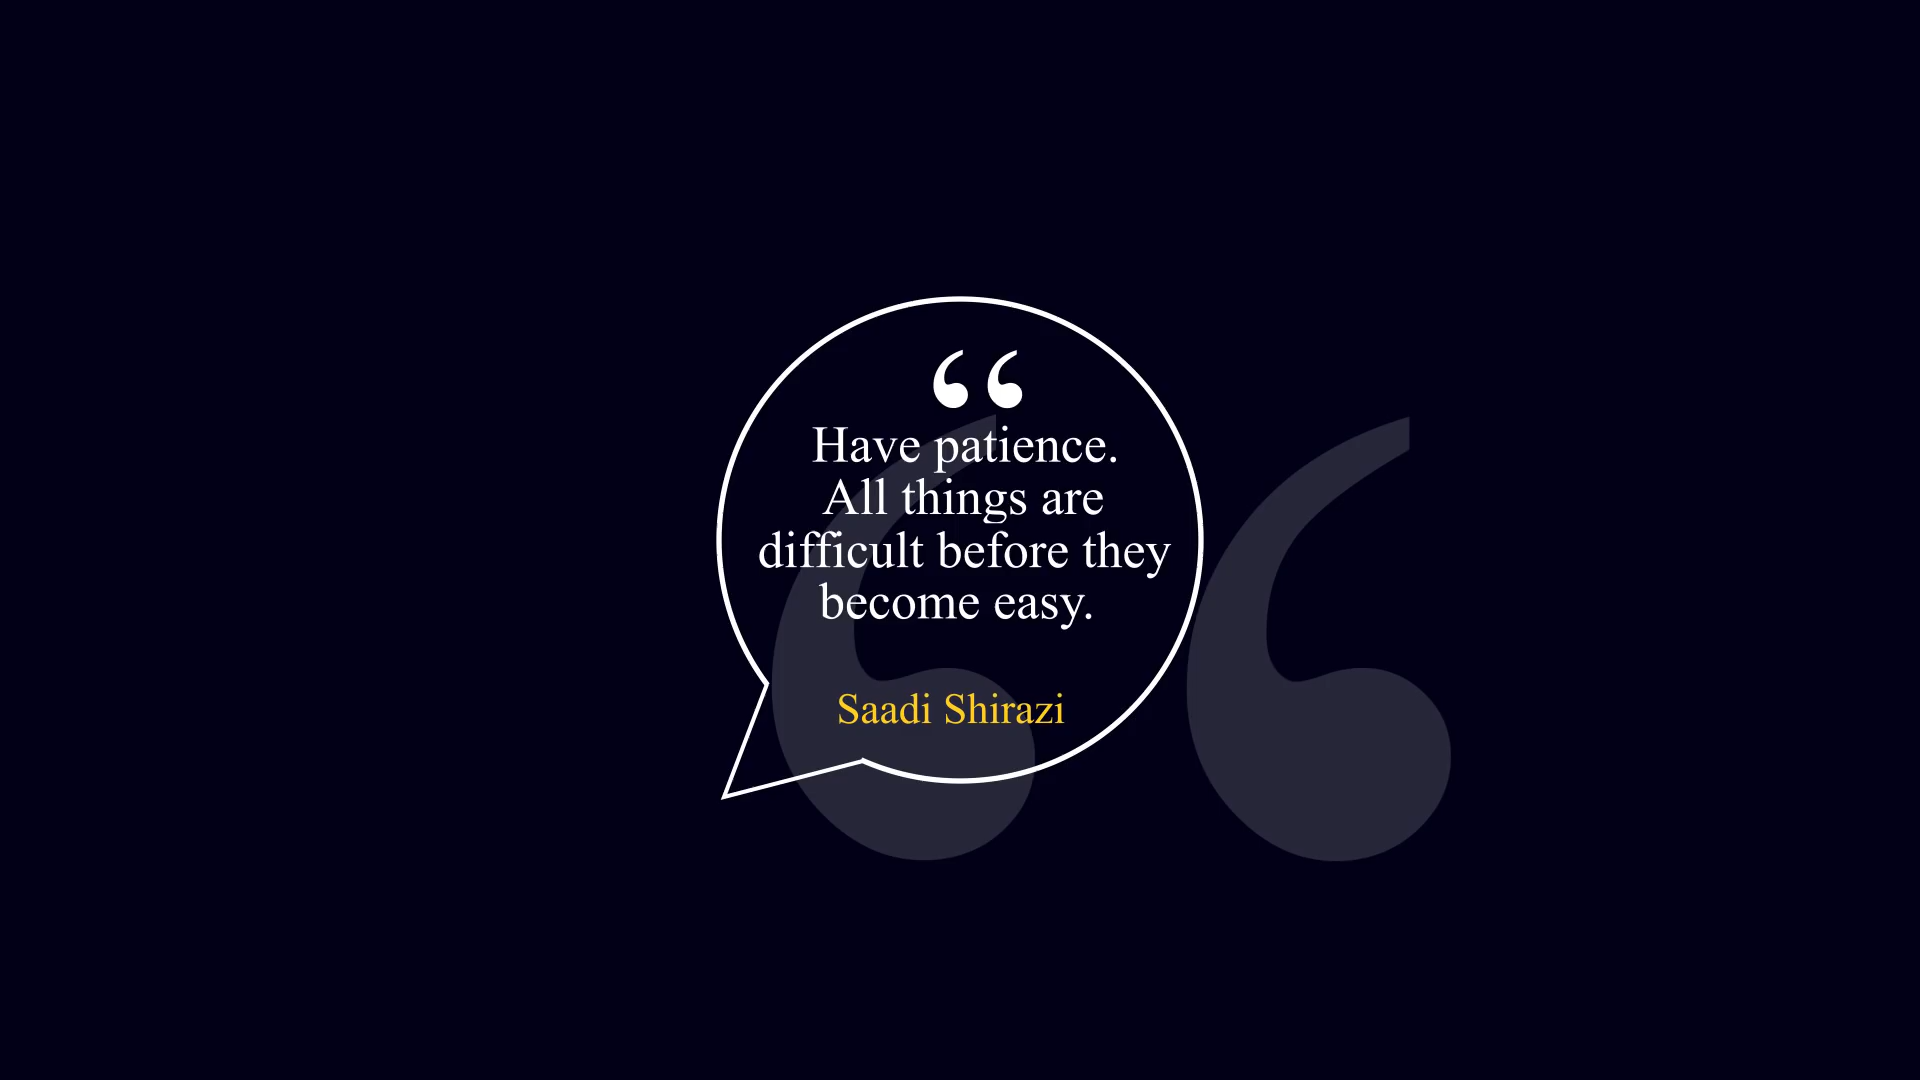 “
Have patience.
All things are
difficult before they
become easy.
Saadi Shirazi